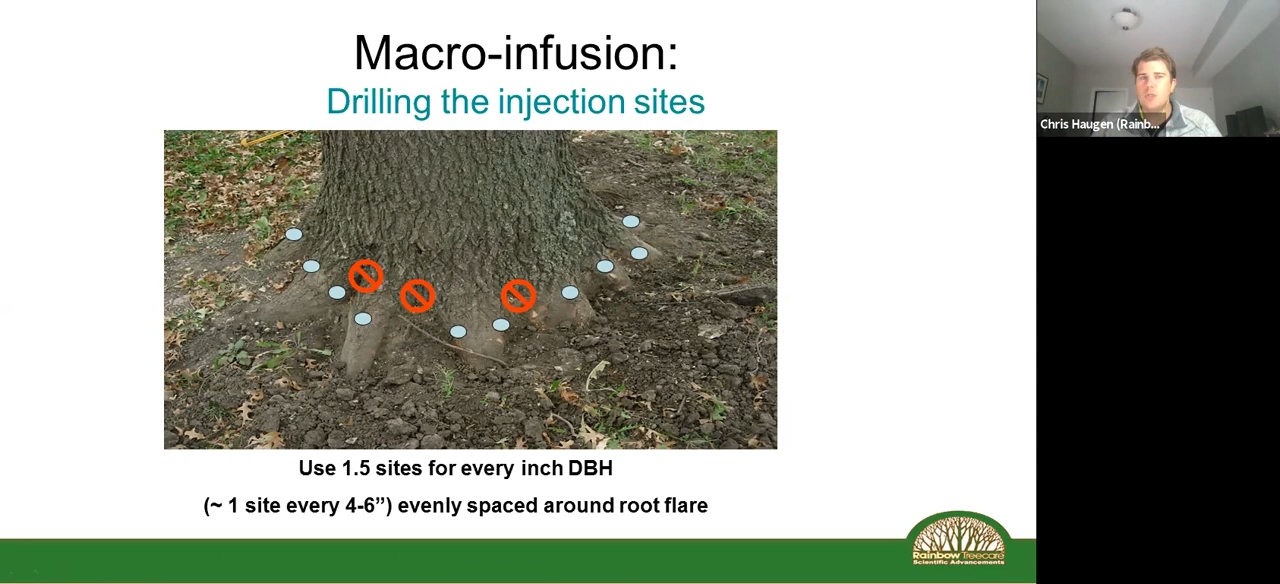 Macro-infusion:
Drilling the injection sites
Chris Haugen (Rainb...
Use 1.5 sites for every inch DBH
(~ 1 site every 4-6”) evenly spaced around root flare
Rainbow Treecare
Scientific Advancements